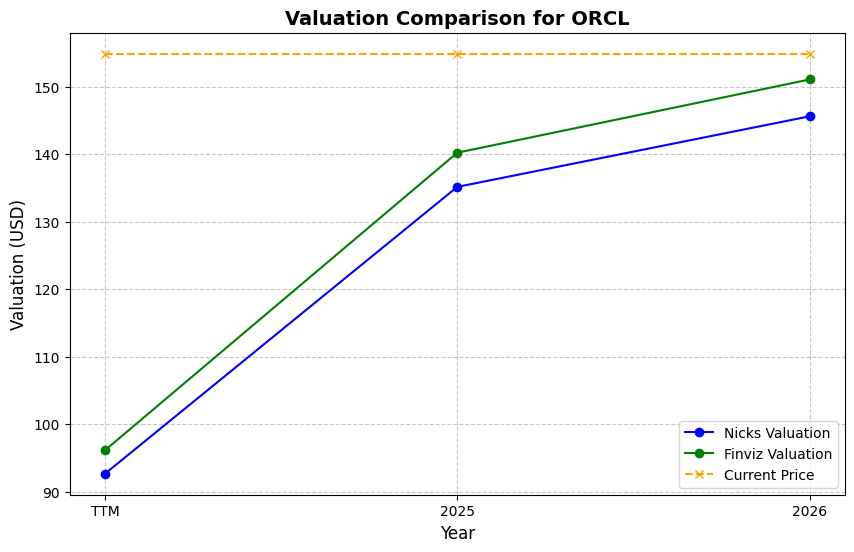 Valuation Comparison for ORCL
Valuation (USD)
150
140
130
120
110
100
90
TTM
2025
2026
Year
Nicks Valuation
Finviz Valuation
Current Price